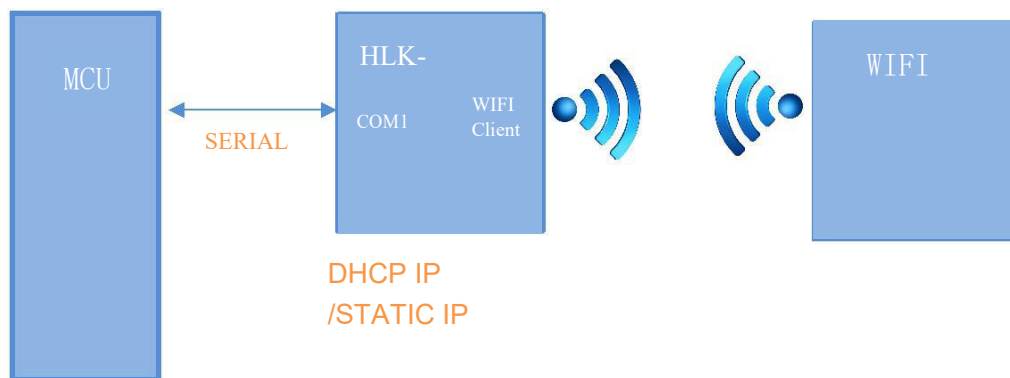 MCU
SERIAL
HLK-
COM1
WIFI
Client
DHCP IP
/STATIC IP
WIFI